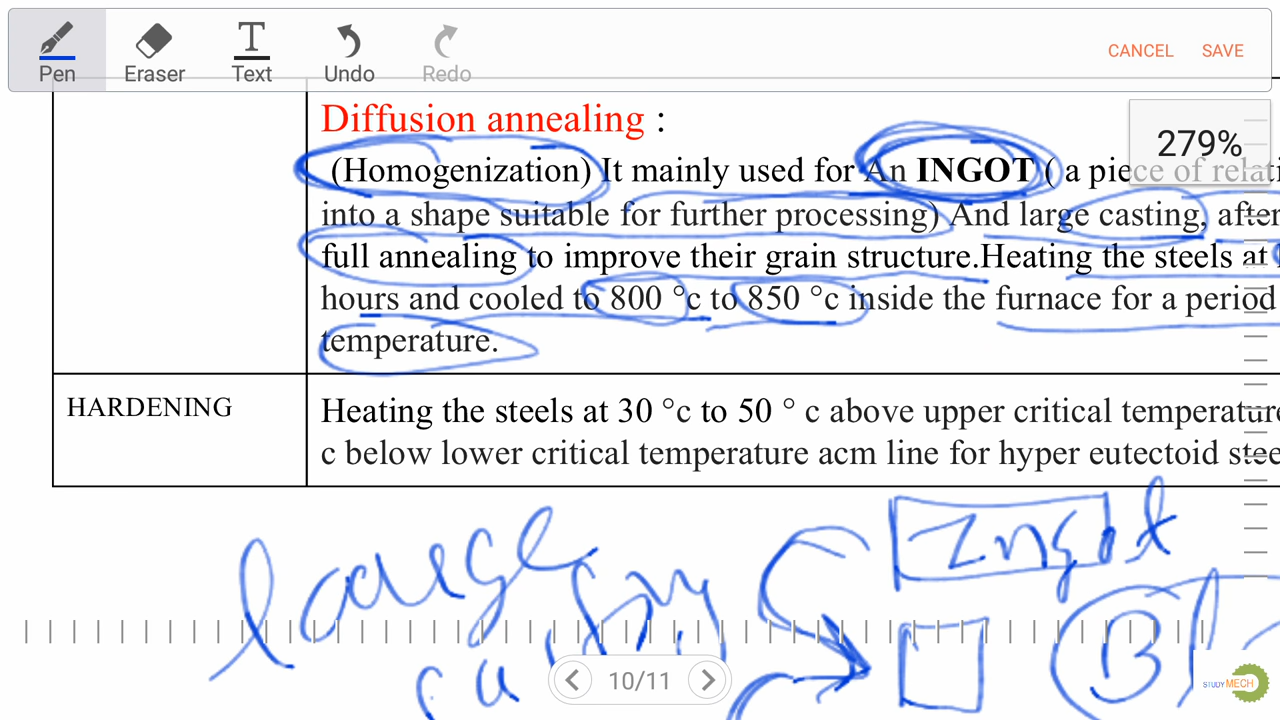 Pen
Eraser
Text
Undo
Redo
CANCEL
SAVE
279%
Diffusion annealing :
(Homogenization) It mainly used for An INGOT ( a piece of relati
into a shape suitable for further processing) And large casting, after
full annealing to improve their grain structure.Heating the steels at
hours and cooled to 800 °c to 850 °c inside the furnace for a period
temperature.
HARDENING
Heating the steels at 30 °c to 50 ° c above upper critical temperature
c below lower critical temperature acm line for hyper eutectoid stee
Ingot
large
B
10/11
STUDY MECH